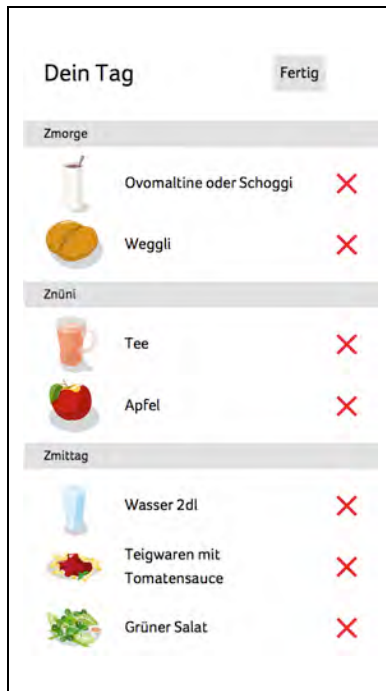 Dein Tag
Fertig
Zmorge
Ovomaltine oder Schoggi
Weggli
Znüni
Tee
Apfel
Zmittag
Wasser 2dl
Teigwaren mit
Tomatensauce
Grüner Salat